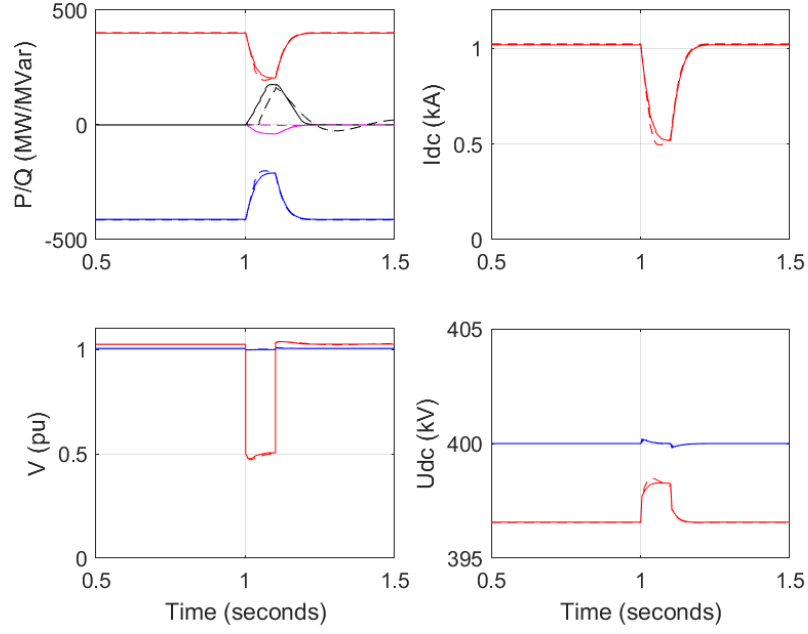 500
0
-500
P/Q (MW/MVar)
0.5 1 1.5
1
0.5
0
Idc (kA)
0.5 1 1.5
1
0.5
0
V (pu)
0.5 1 1.5
Time (seconds)
405
400
395
Udc (kV)
0.5 1 1.5
Time (seconds)